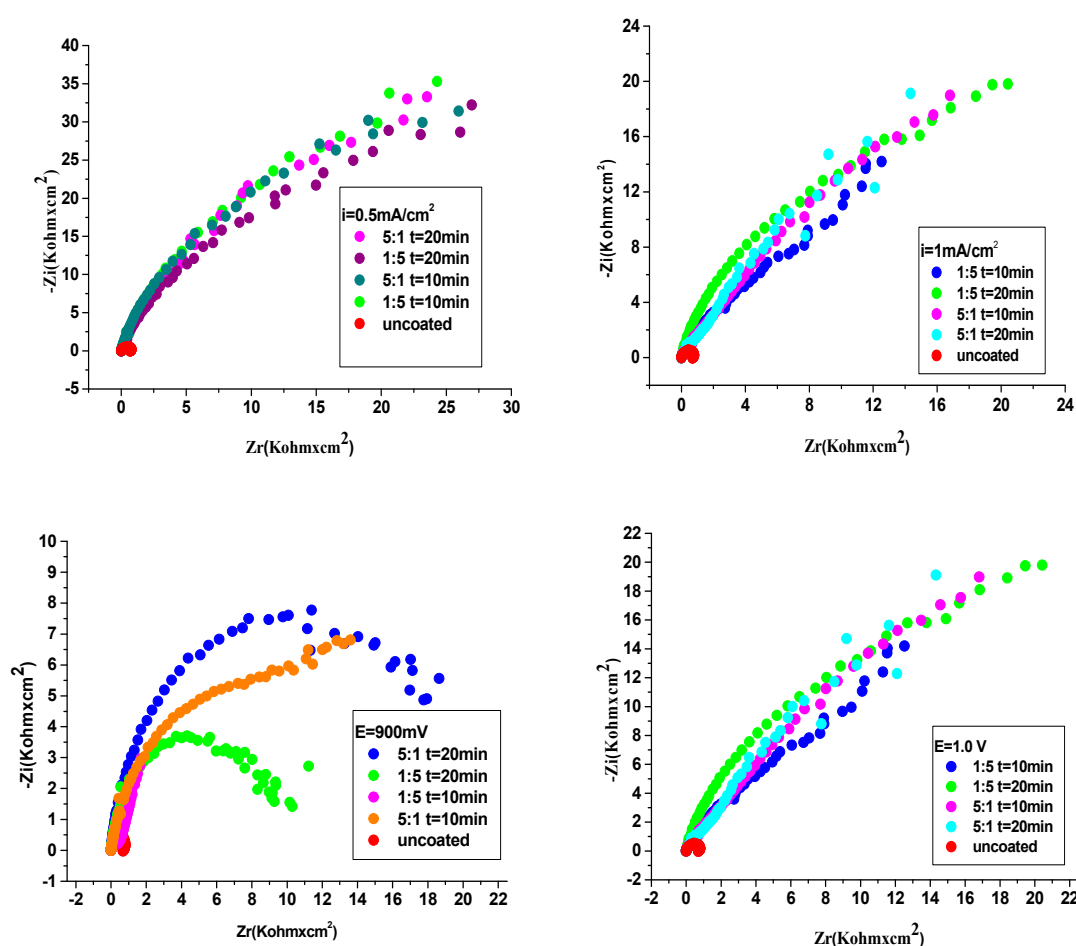 40
35
30
25
20
15
10
5
0
-5
-Zi(Kohmxcm²)
i=0.5mA/cm²
5:1 t=20min
1:5 t=20min
5:1 t=10min
1:5 t=10min
uncoated
0 5 10 15 20 25 30
Zr(Kohmxcm²)
24
20
16
12
8
4
0
-Zi(Kohmxcm²)
i=1mA/cm²
1:5 t=10min
1:5 t=20min
5:1 t=10min
5:1 t=20min
uncoated
0 4 8 12 16 20 24
Zr(Kohmxcm²)
10
9
8
7
6
5
4
3
2
1
0
-1
-Zi(Kohmxcm²)
E=900mV
5:1 t=20min
1:5 t=20min
1:5 t=10min
5:1 t=10min
uncoated
-2 0 2 4 6 8 10 12 14 16 18 20 22
Zr(Kohmxcm²)
22
20
18
16
14
12
10
8
6
4
2
0
-2
-Zi(Kohmxcm²)
E=1.0 V
1:5 t=10min
1:5 t=20min
5:1 t=10min
5:1 t=20min
uncoated
-2 0 2 4 6 8 10 12 14 16 18 20 22
Zr(Kohmxcm²)